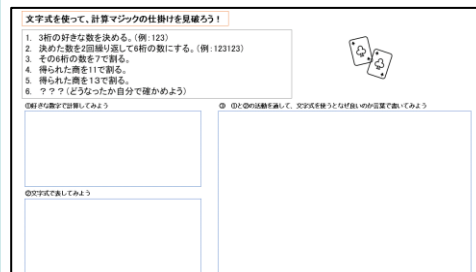 文字式を使って、計算マジックの仕掛けを見破ろう！
1. 3桁の好きな数を決める。(例：123)
2. 決めた数を2回繰り返して6桁の数にする。(例：123123)
3. その6桁の数を7で割る。
4. 得られた商を11で割る。
5. 得られた商を13で割る。
6. ？？？(どうなったか自分で確かめよう)
①好きな数字で計算してみよう
②文字式で表してみよう
③ ①と②の活動を通して、文字式を使うとなぜ良いのか言葉で書いてみよう